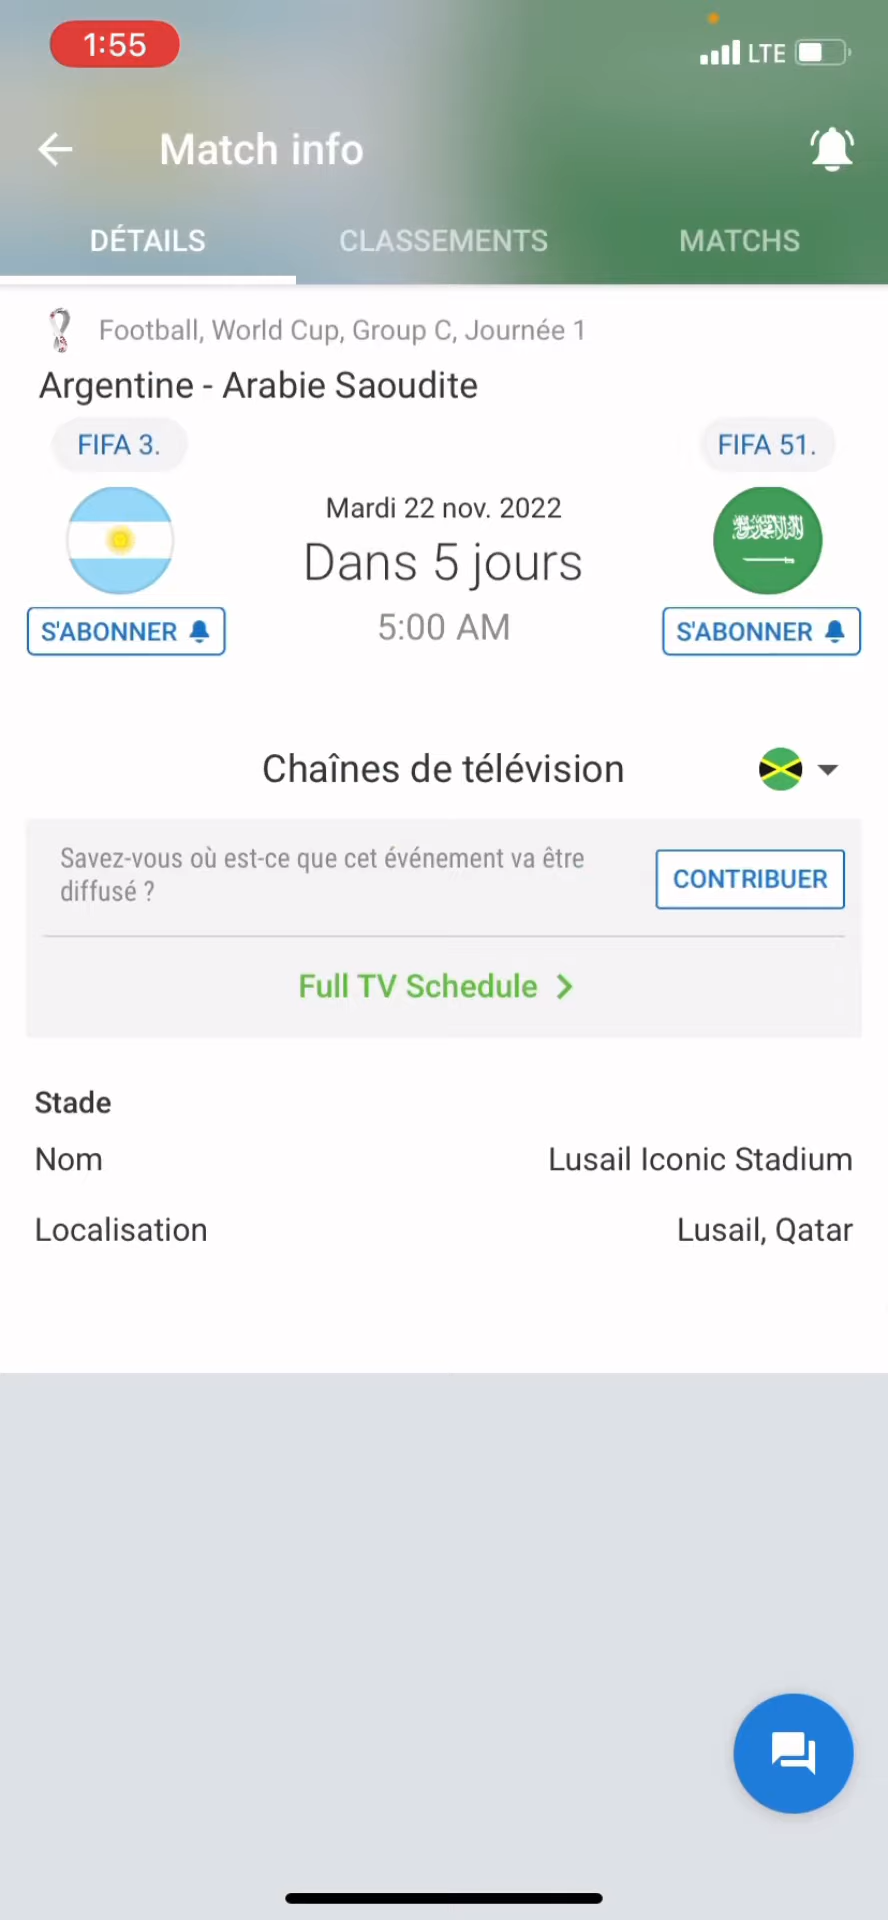 1:55
LTE
Match info
DÉTAILS
CLASSEMENTS
MATCHS
Football, World Cup, Group C, Journée 1
Argentine - Arabie Saoudite
FIFA 3.
FIFA 51.
Mardi 22 nov. 2022
Dans 5 jours
5:00 AM
S'ABONNER
S'ABONNER
Chaînes de télévision
Savez-vous où est-ce que cet événement va être
diffusé ?
CONTRIBUER
Full TV Schedule
Stade
Nom
Lusail Iconic Stadium
Localisation
Lusail, Qatar